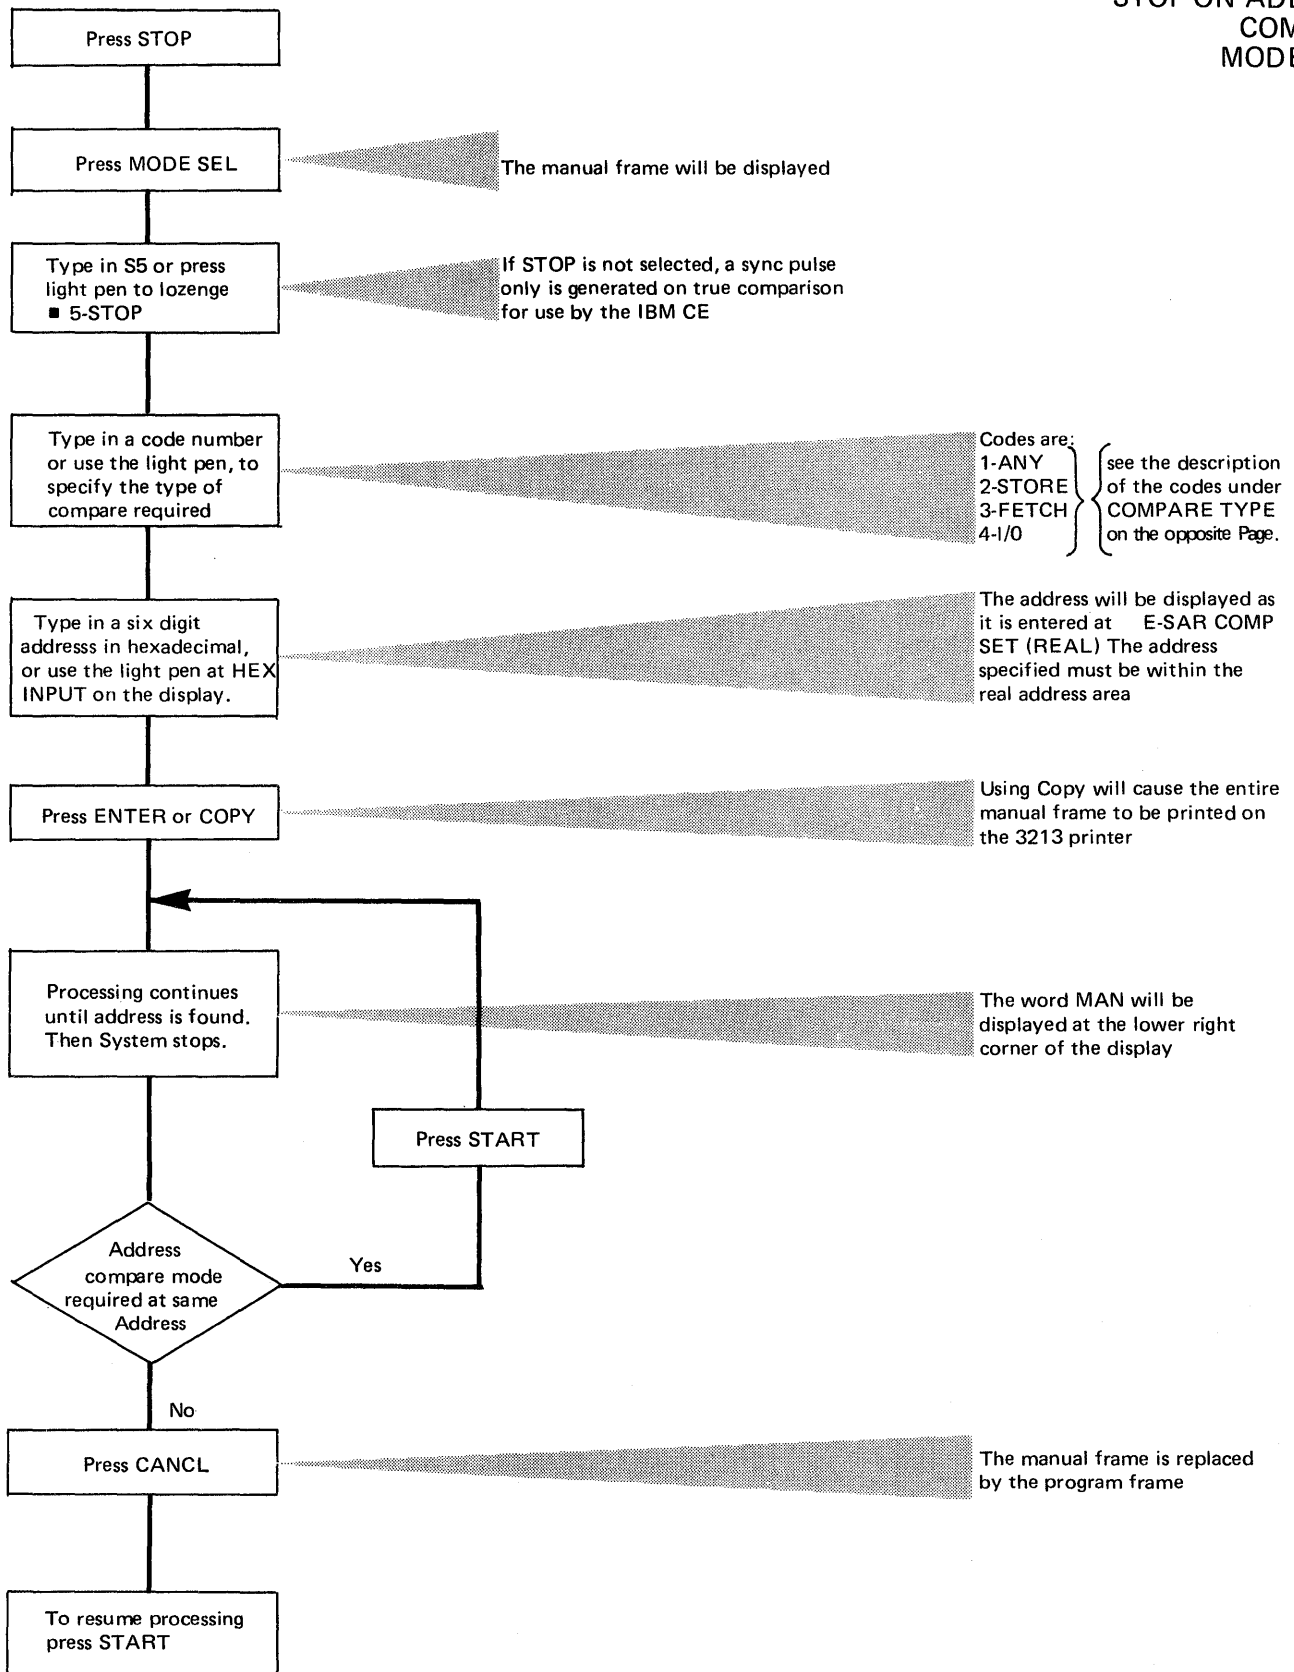 COM
MODE
Press STOP
Press MODE SEL
The manual frame will be displayed
Type in S5 or press
light pen to lozenge
■ 5-STOP
If STOP is not selected, a sync pulse
only is generated on true comparison
for use by the IBM CE
Type in a code number
or use the light pen, to
specify the type of
compare required
Codes are:
1-ANY
2-STORE
3-FETCH
4-I/0
see the description
of the codes under
COMPARE TYPE
on the opposite Page.
Type in a six digit
addresss in hexadecimal,
or use the light pen at HEX
INPUT on the display.
The address will be displayed as
it is entered at E-SAR COMP
SET (REAL) The address
specified must be within the
real address area
Press ENTER or COPY
Using Copy will cause the entire
manual frame to be printed on
the 3213 printer
Processing continues
until address is found.
Then System stops.
The word MAN will be
displayed at the lower right
corner of the display
Press START
Address
compare mode
required at same
Address
Yes
No
Press CANCL
The manual frame is replaced
by the program frame
To resume processing
press START